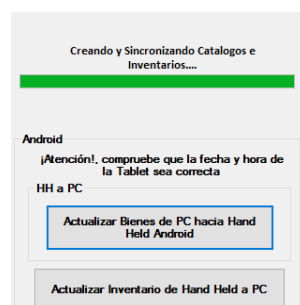 Creando y Sincronizando Catalogos e
Inventarios....
Android
¡Atención!, compruebe que la fecha y hora de
la Tablet sea correcta
HH a PC
Actualizar Bienes de PC hacia Hand
Held Android
Actualizar Inventario de Hand Held a PC